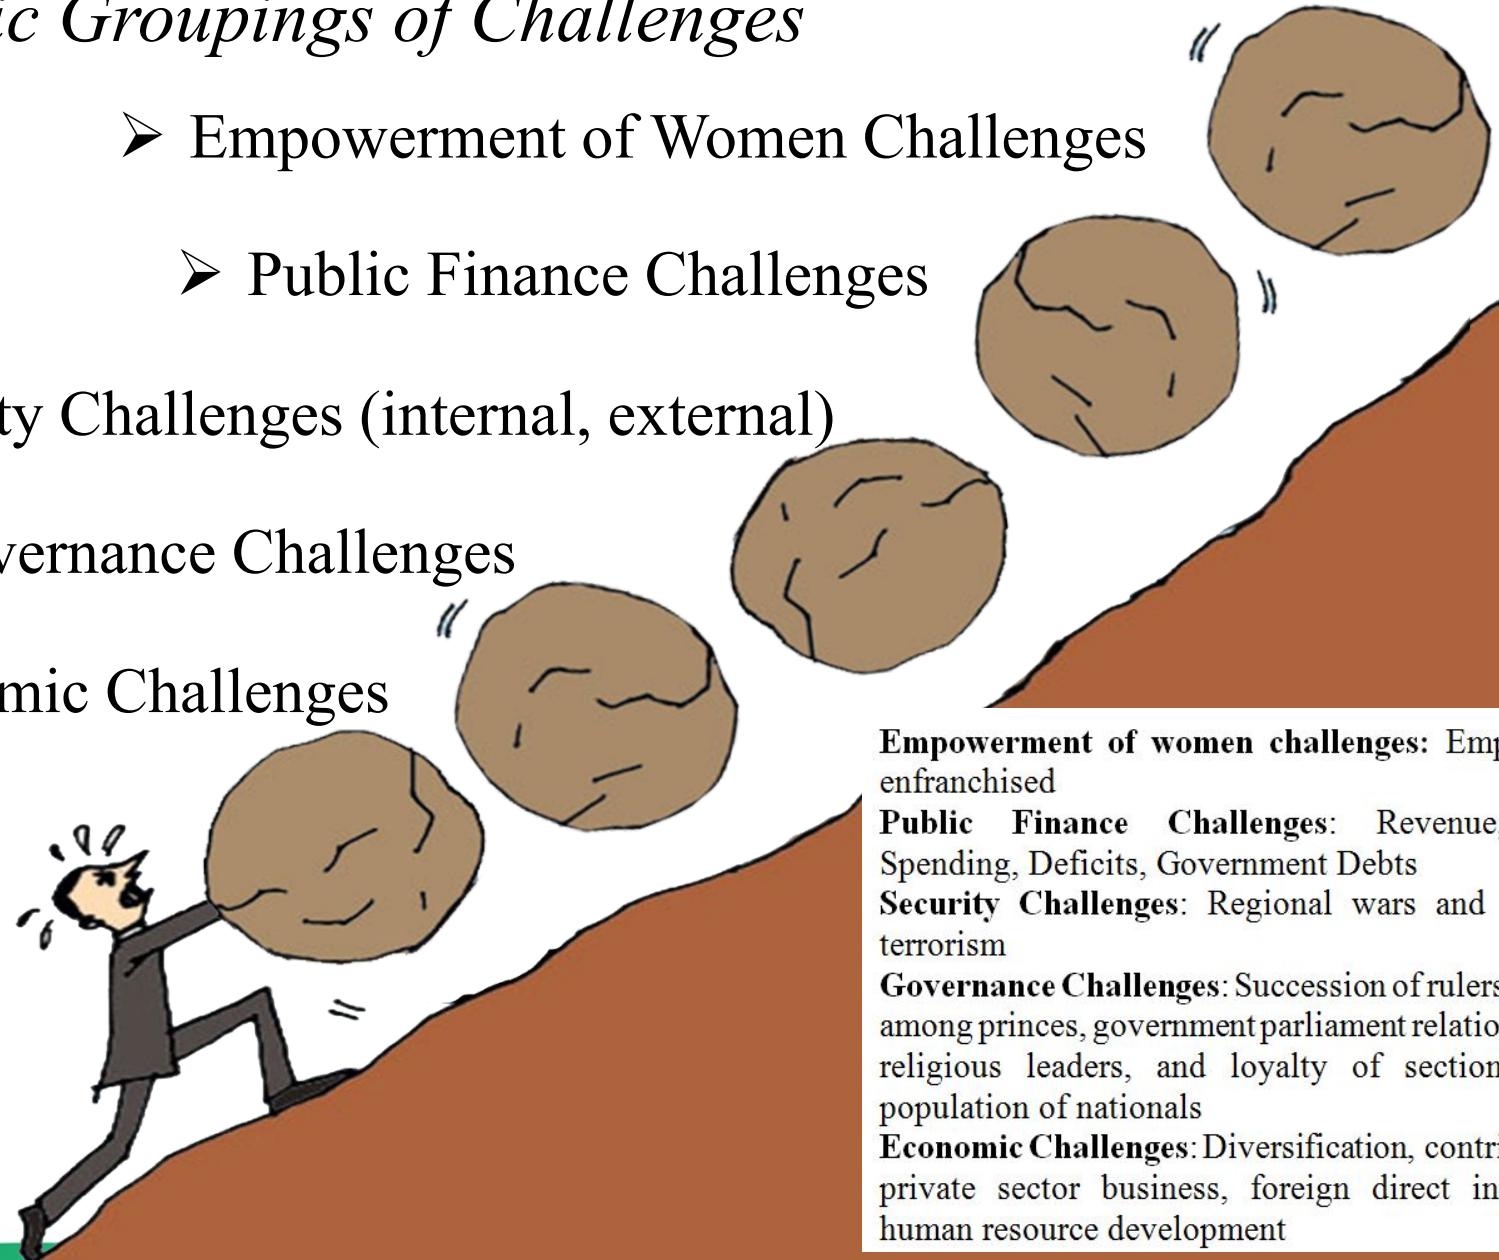 ic Groupings of Challenges
➢ Empowerment of Women Challenges
➢ Public Finance Challenges
ty Challenges (internal, external)
vernance Challenges
mic Challenges
Empowerment of women challenges: Emp
enfranchised
Public Finance Challenges: Revenue,
Spending, Deficits, Government Debts
Security Challenges: Regional wars and
terrorism
Governance Challenges: Succession of rulers
among princes, government parliament relatio
religious leaders, and loyalty of section
population of nationals
Economic Challenges: Diversification, contri
private sector business, foreign direct in
human resource development